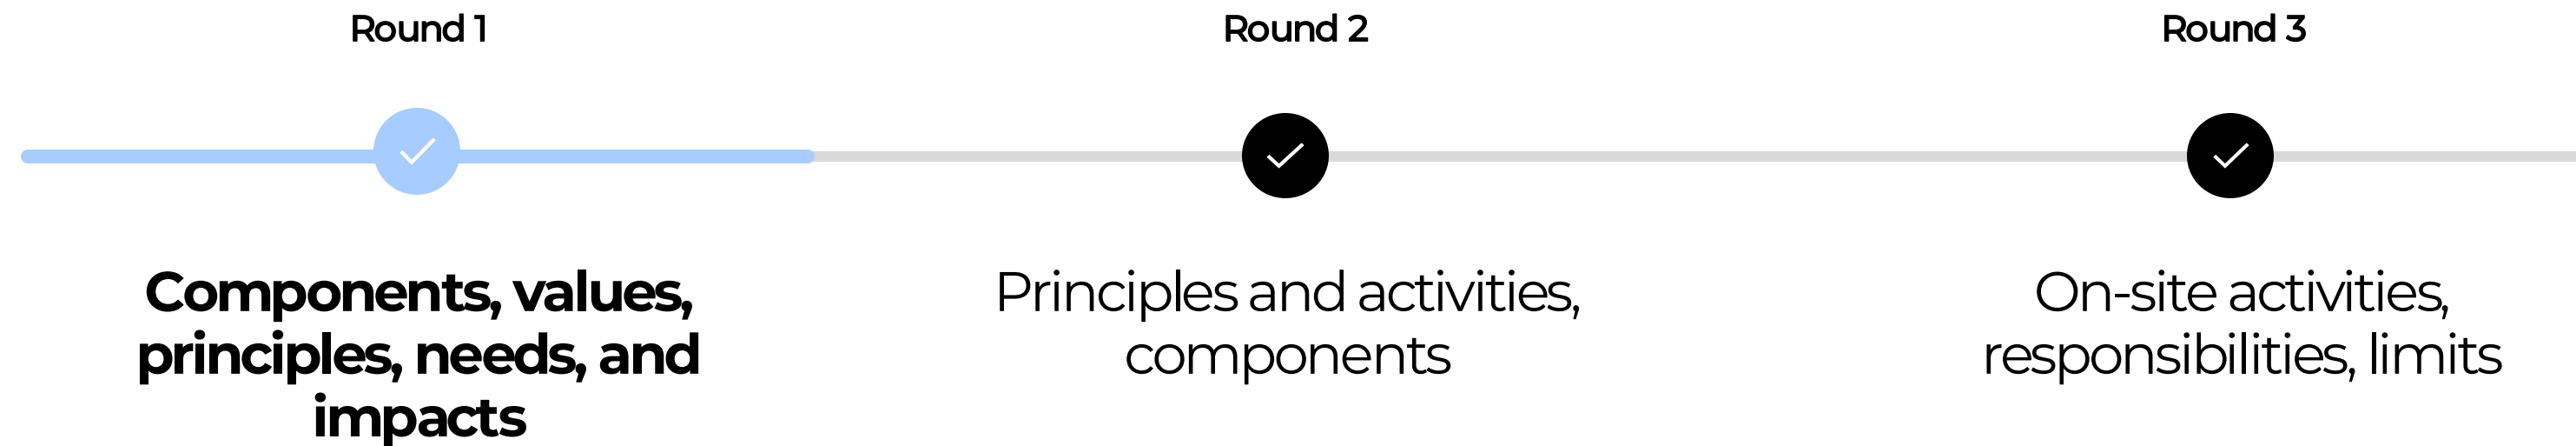 Round 1
Round 2
Round 3
Components, values,
principles, needs, and
impacts
Principles and activities,
components
On-site activities,
responsibilities, limits